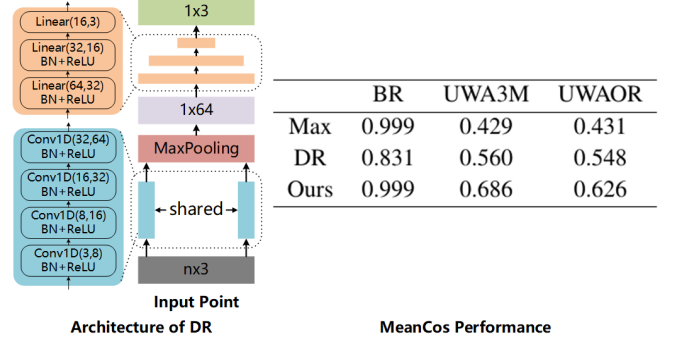 Linear(16,3)
Linear(32,16)
BN+ReLU
Linear(64,32)
BN+ReLU
Conv1D(32,64)
BN+ReLU
Conv1D(16,32)
BN+ReLU
Conv1D(8,16)
BN+ReLU
Conv1D(3,8)
BN+ReLU
1x3
1x64
MaxPooling
shared
nx3
Input Point
Architecture of DR
BR UWA3M UWAOR
Max 0.999 0.429 0.431
DR 0.831 0.560 0.548
Ours 0.999 0.686 0.626
MeanCos Performance